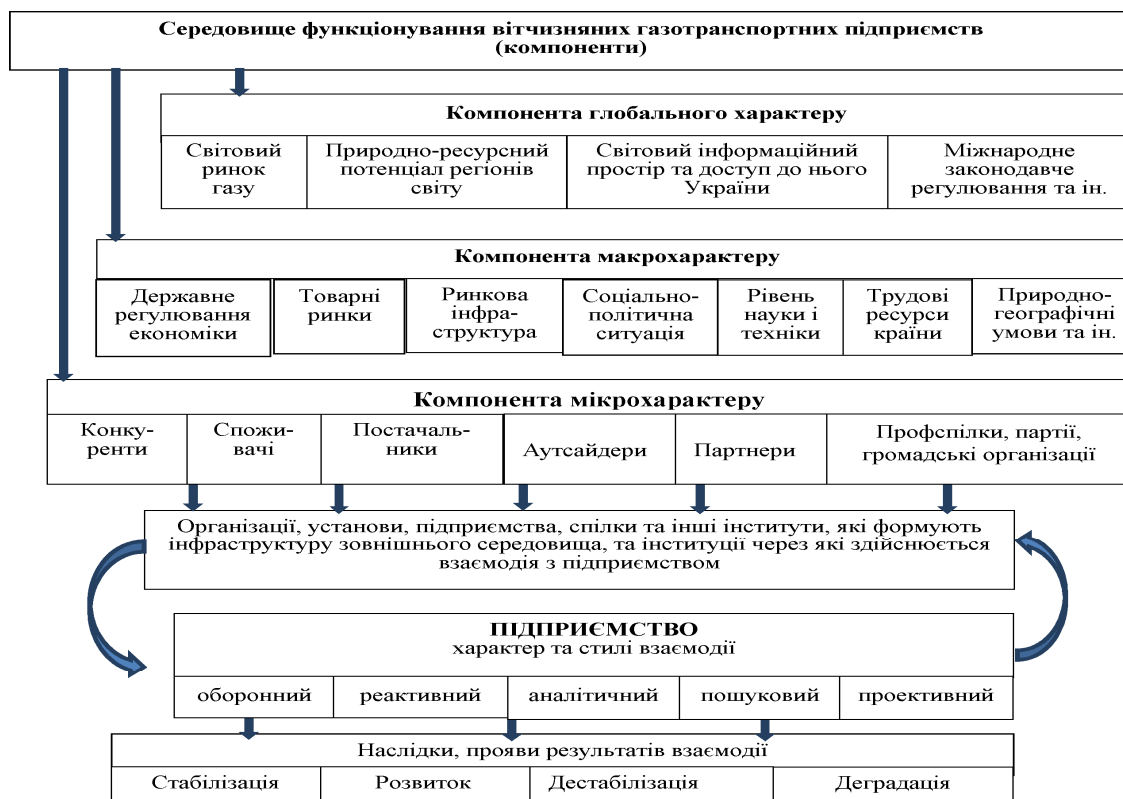 Середовище функціонування вітчизняних газотранспортних підприємств
(компоненти)
Компонента глобального характеру
Світовий
ринок
газу
Природно-ресурсний
потенціал регіонів
світу
Світовий інформаційний
простір та доступ до нього
України
Міжнародне
законодавче
регулювання та ін.
Компонента макрохарактеру
Державне
регулювання
економіки
Товарні
ринки
Ринкова
інфра-
структура
Соціально-
політична
ситуація
Рівень
науки і
техніки
Трудові
ресурси
країни
Природно-
географічні
умови та ін.
Компонента мікрохарактеру
Конку-
ренти
Спожи-
вачі
Постачаль-
ники
Аутсайдери
Партнери
Профспілки, партії,
громадські організації
Організації, установи, підприємства, спілки та інші інститути, які формують
інфраструктуру зовнішнього середовища, та інституції через які здійснюється
взаємодія з підприємством
ПІДПРИЄМСТВО
характер та стилі взаємодії
оборонний
реактивний
аналітичний
пошуковий
проективний
Наслідки, прояви результатів взаємодії
Стабілізація
Розвиток
Дестабілізація
Деградація